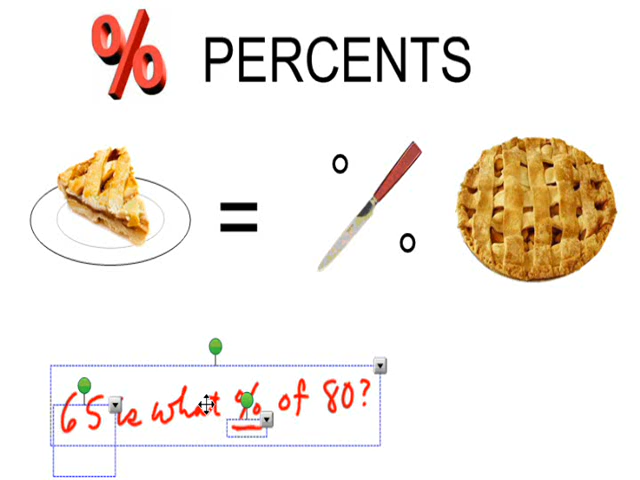 % PERCENTS
= %
65 is what % of 80?